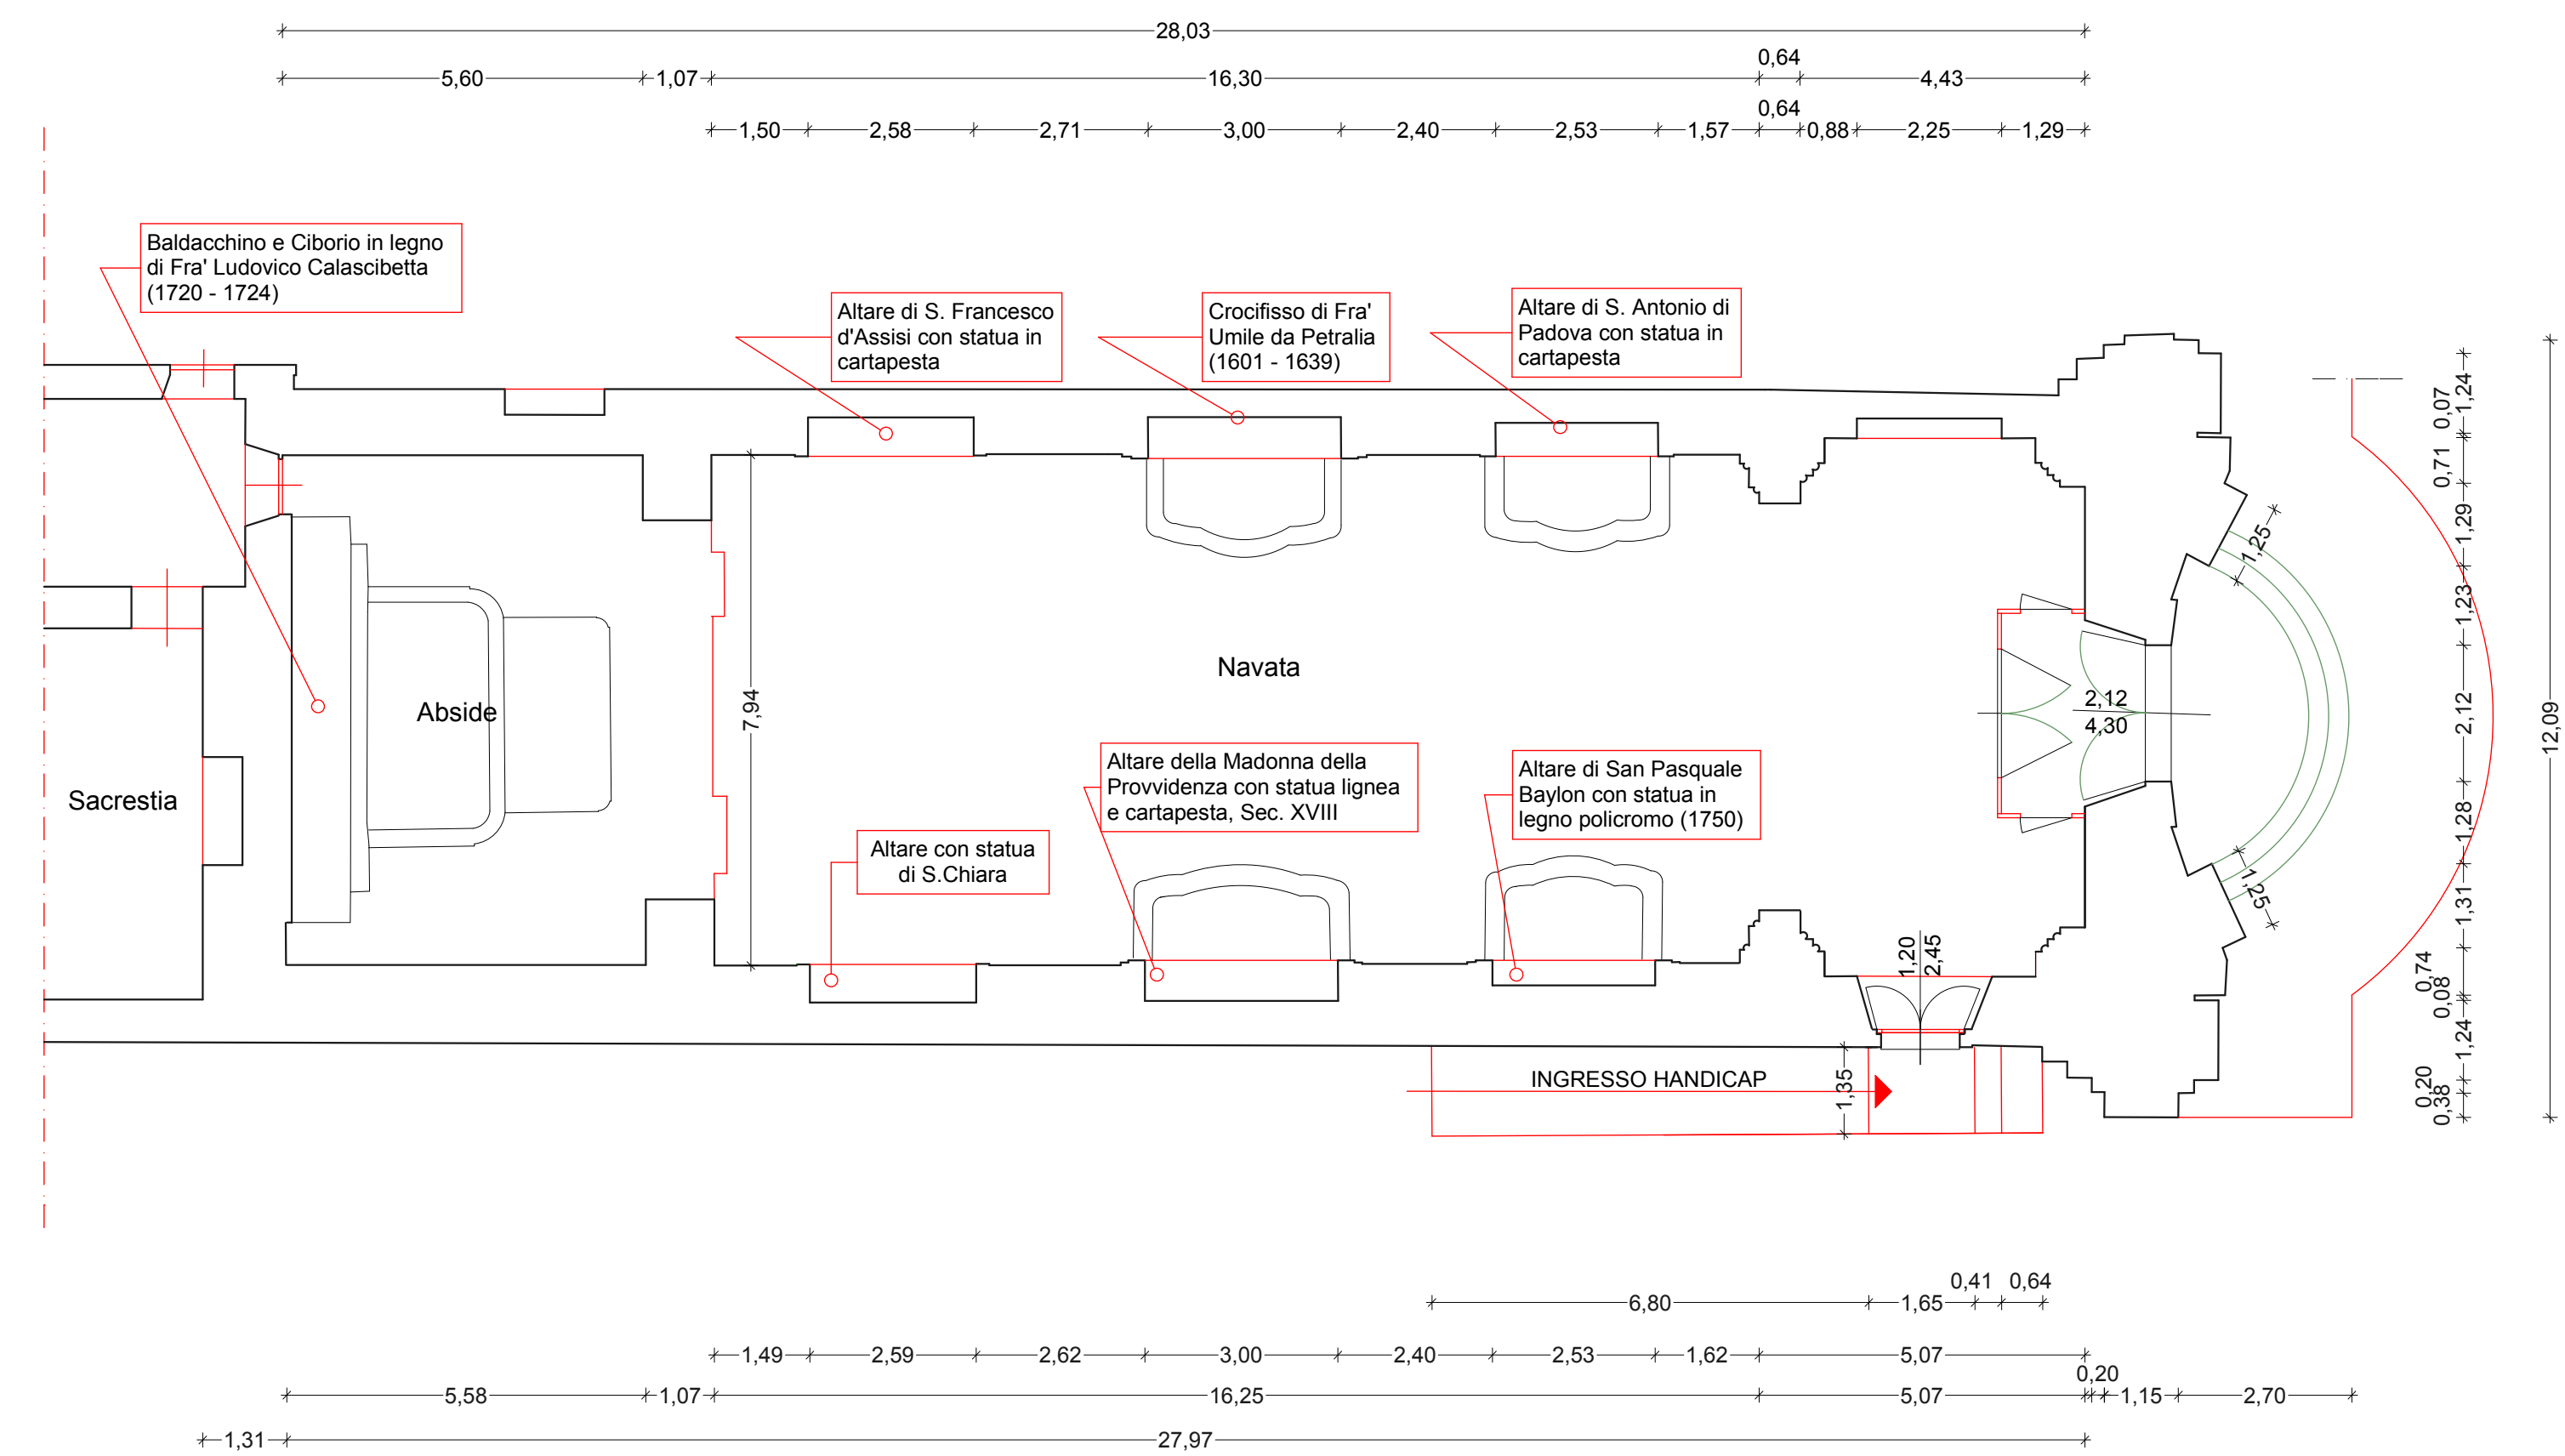 28,03
0,64
5,60 1,07 16,30 4,43
0,64
1,50 2,58 2,71 3,00 2,40 2,53 1,57 0,88 2,25 1,29
Baldacchino e Ciborio in legno
di Fra' Ludovico Calascibetta
(1720 - 1724)
Altare di S. Francesco
d'Assisi con statua in
cartapesta
Crocifisso di Fra'
Umile da Petralia
(1601 - 1639)
Altare di S. Antonio di
Padova con statua in
cartapesta
1,24
0,07
0,71
1,29
1,23
2,12
1,28
1,31
0,74
0,08
1,24
0,20
0,38
12,09
1,25
1,25
7,94
Navata
Abside
Sacrestia
2,12
4,30
Altare della Madonna della
Provvidenza con statua lignea
e cartapesta, Sec. XVIII
Altare di San Pasquale
Baylon con statua in
legno policromo (1750)
Altare con statua
di S.Chiara
1,20
2,45
INGRESSO HANDICAP
1,35
0,41 0,64
6,80 1,65
1,49 2,59 2,62 3,00 2,40 2,53 1,62 5,07
0,20
5,58 1,07 16,25 5,07 1,15 2,70
1,31 27,97